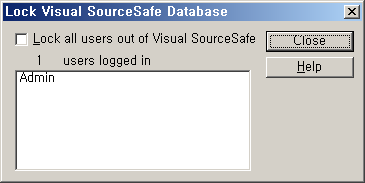 Lock Visual SourceSafe Database
Lock all users out of Visual SourceSafe
Close
1 users logged in
Help
Admin